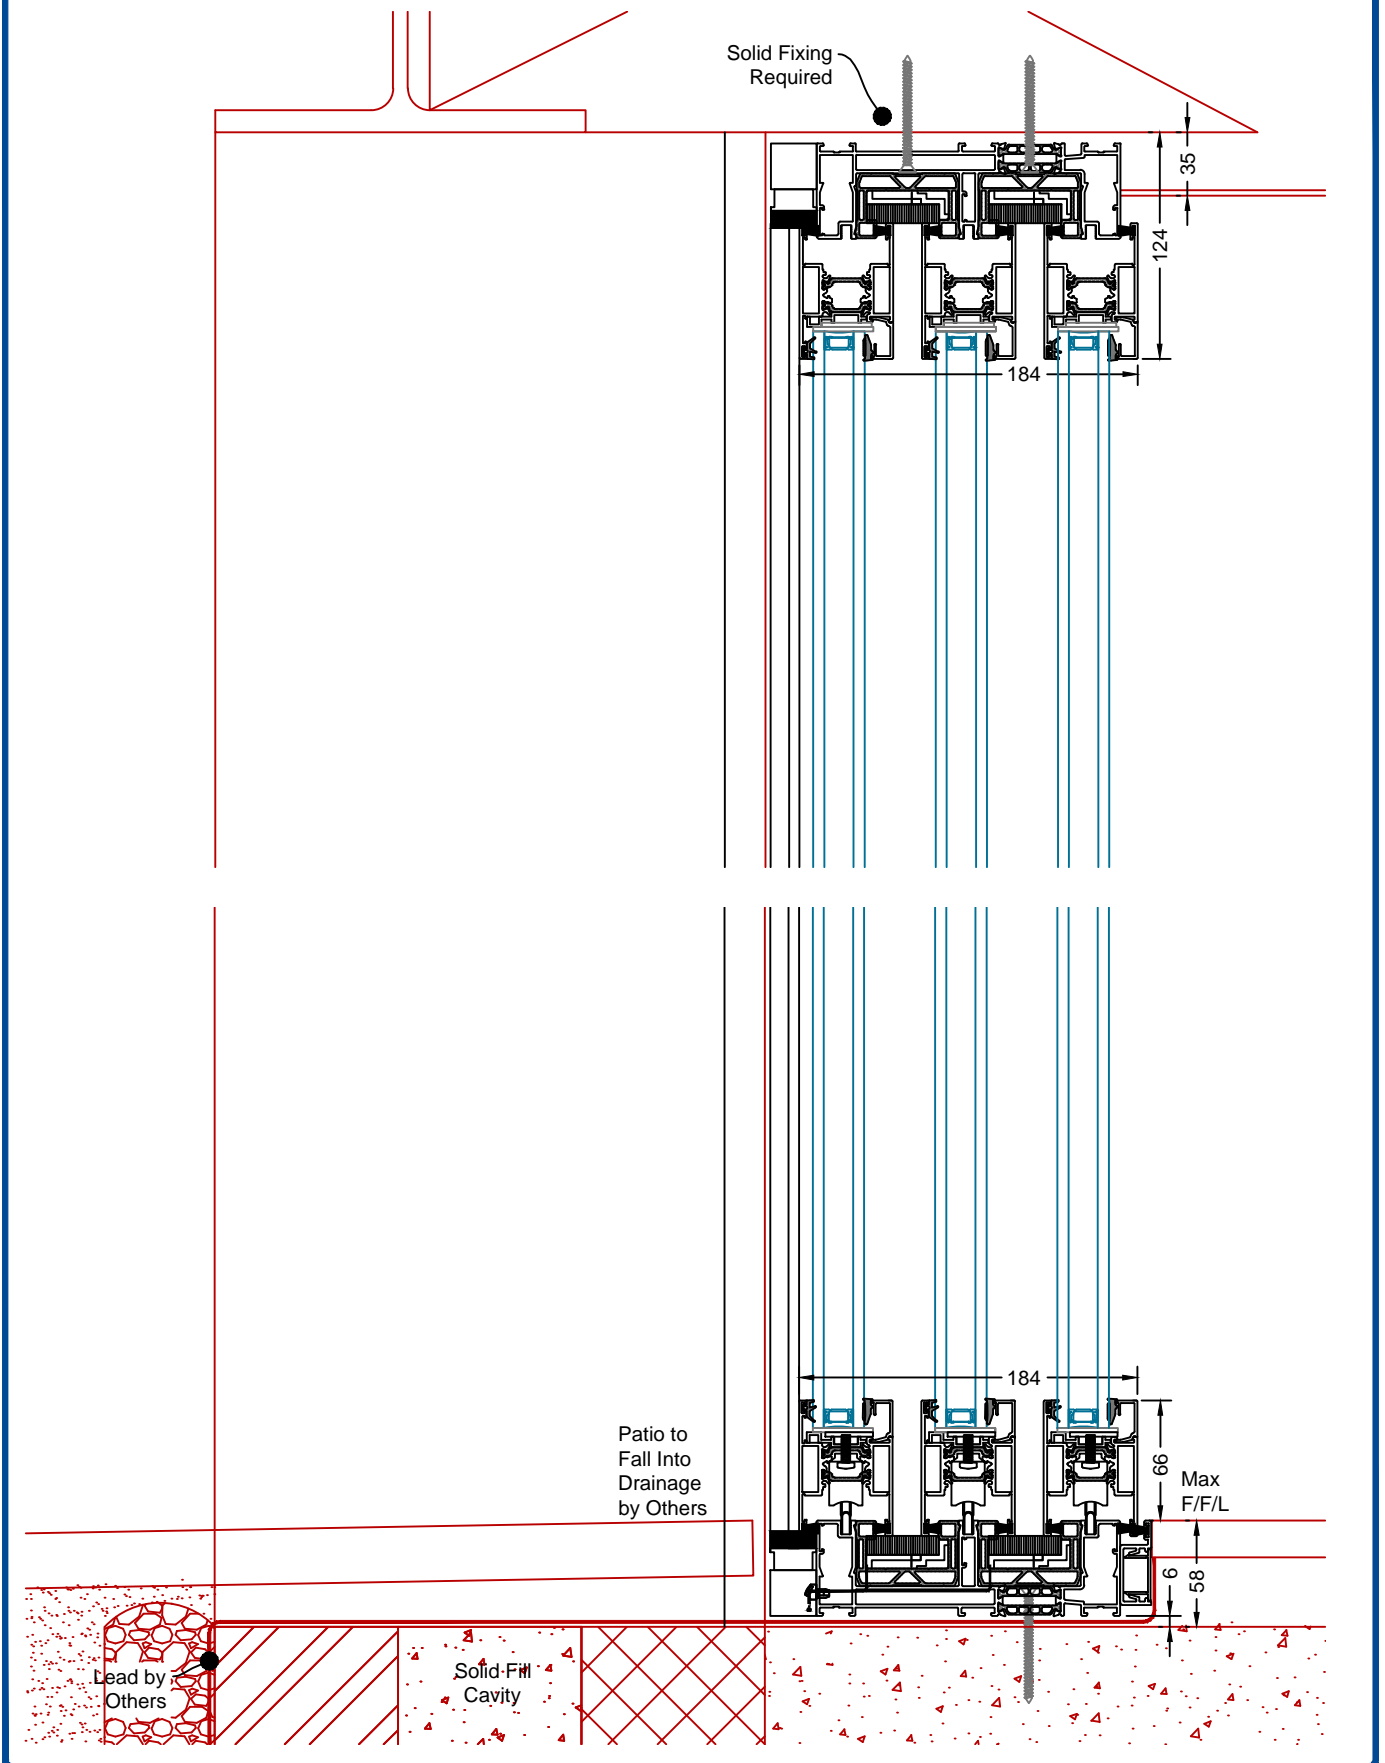 Solid Fixing
Required
35
124
184
184
Patio to
Fall Into
Drainage
by Others
66
Max
F/F/L
6
58
Lead by
Others
Solid Fill
Cavity